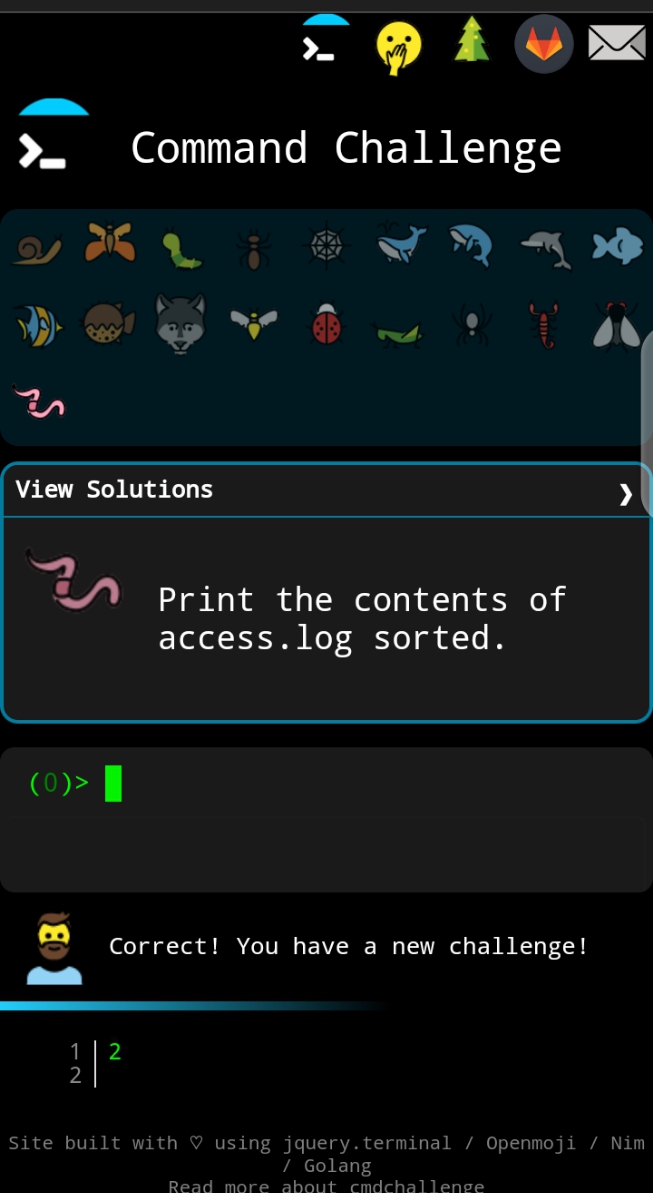 Command Challenge
View Solutions ❯
Print the contents of
access.log sorted.
(0)>
Correct! You have a new challenge!
1 2
2
Site built with ♡ using jquery.terminal / Openmoji / Nim
/ Golang
Read more about cmdchallenge